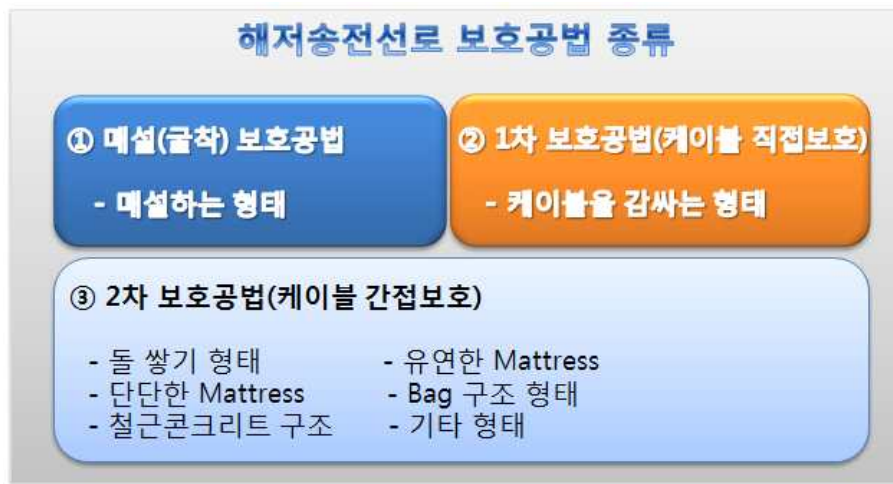 해저송전선로 보호공법 종류
① 매설(굴착) 보호공법
- 매설하는 형태
② 1차 보호공법(케이블 직접보호)
- 케이블을 감싸는 형태
③ 2차 보호공법(케이블 간접보호)
- 돌 쌓기 형태
- 유연한 Mattress
- 단단한 Mattress
- Bag 구조 형태
- 철근콘크리트 구조
- 기타 형태